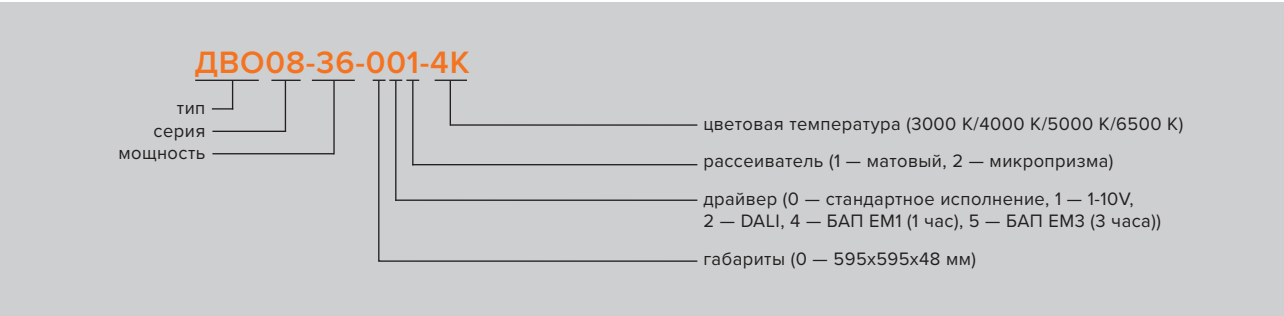 ДВО08-36-001-4К
тип
серия
мощность
цветовая температура (3000 К/4000 К/5000 К/6500 К)
рассеиватель (1 — матовый, 2 — микропризма)
драйвер (0 — стандартное исполнение, 1 — 1-10V,
2 — DALI, 4 — БАП EM1 (1 час), 5 — БАП EM3 (3 часа))
габариты (0 — 595х595х48 мм)